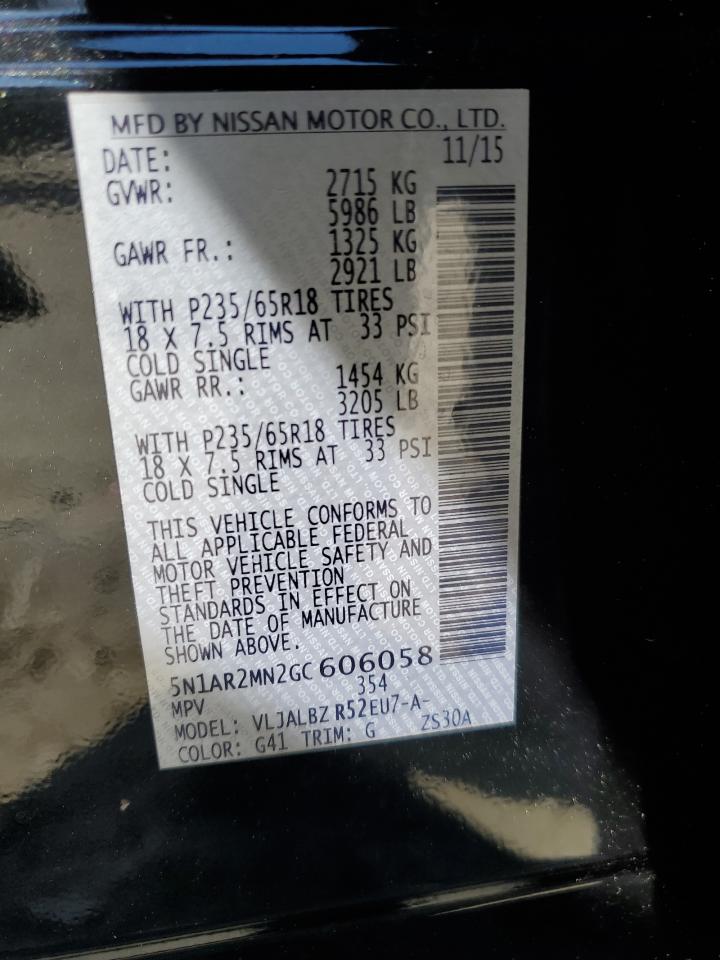 MFD BY NISSAN MOTOR CO., LTD.
DATE: 11/15
GVWR: 2715 KG
5986 LB
GAWR FR.: 1325 KG
2921 LB
WITH P235/65R18 TIRES
18 X 7.5 RIMS AT 33 PSI
COLD SINGLE
GAWR RR.: 1454 KG
3205 LB
WITH P235/65R18 TIRES
18 X 7.5 RIMS AT 33 PSI
COLD SINGLE
THIS VEHICLE CONFORMS TO
ALL APPLICABLE FEDERAL
MOTOR VEHICLE SAFETY AND
THEFT PREVENTION
STANDARDS IN EFFECT ON
THE DATE OF MANUFACTURE
SHOWN ABOVE.
5N1AR2MN2GC606058
MPV 354
MODEL: VLJALBZ R52EU7-A-
COLOR: G41 TRIM: G ZS30A